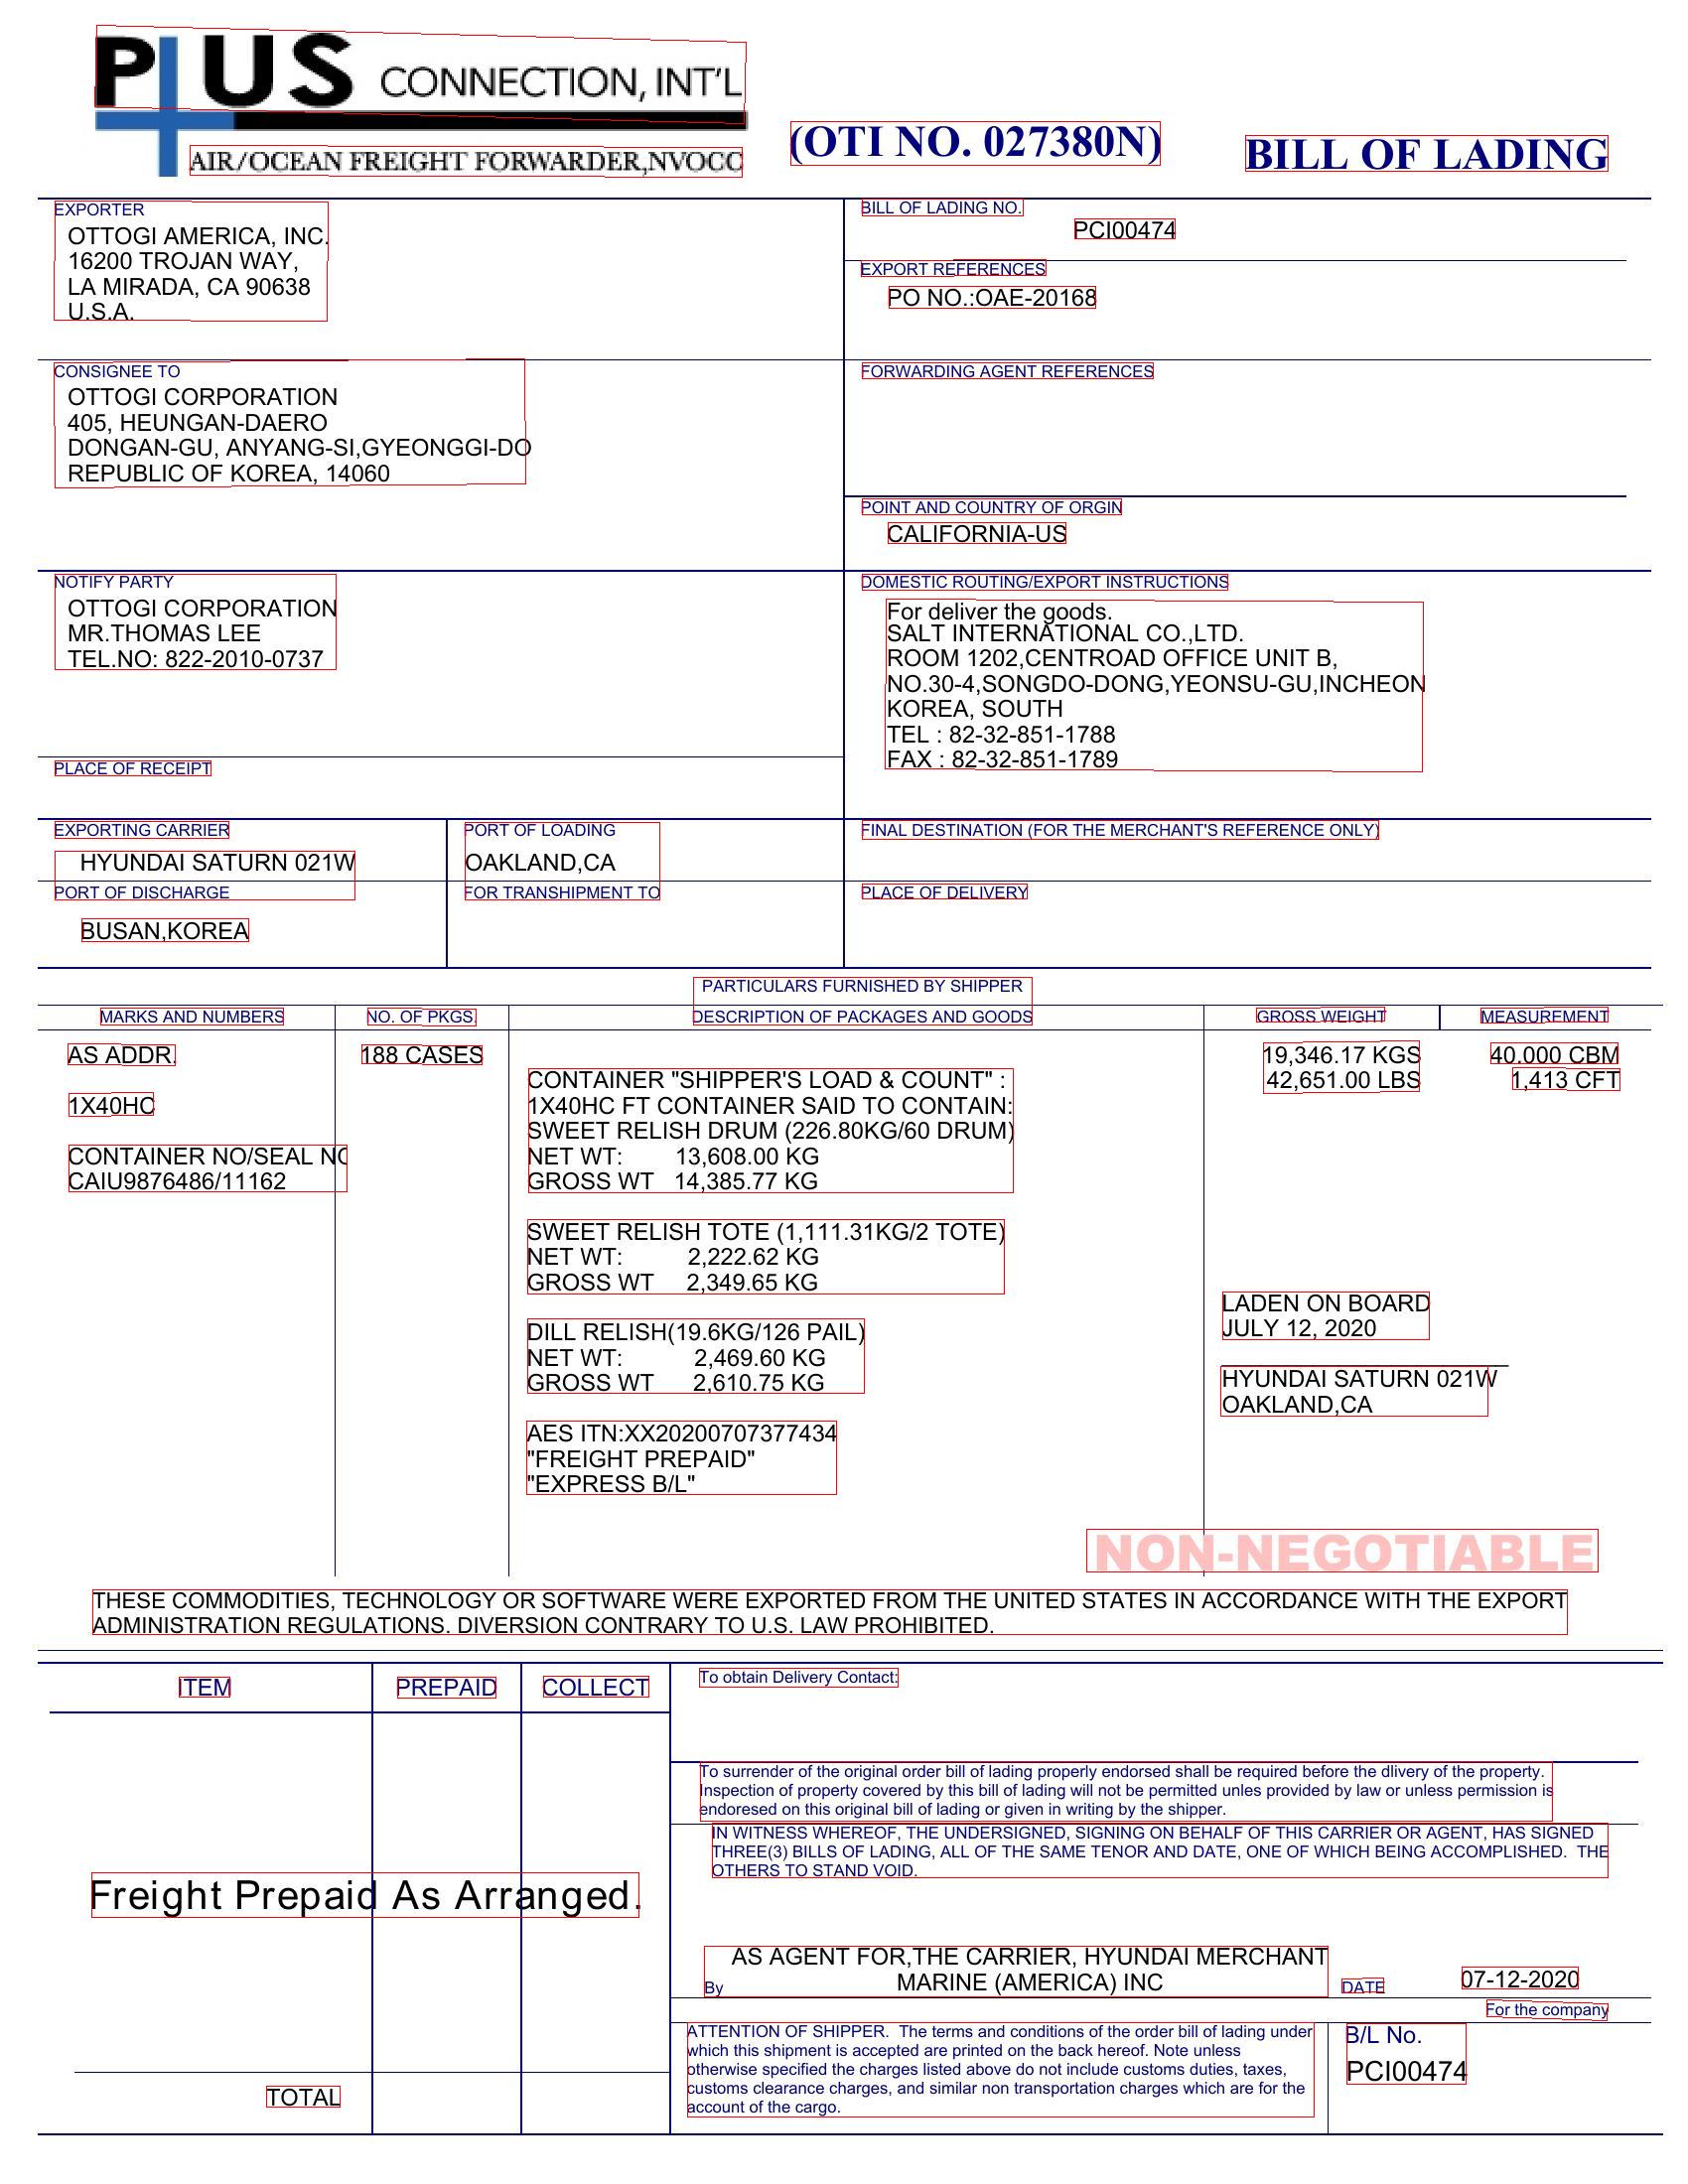 PLUS CONNECTION, INT'L
AIR/OCEAN FREIGHT FORWARDER,NVOCC
(OTI NO. 027380N)
BILL OF LADING
EXPORTER
OTTOGI AMERICA, INC.
16200 TROJAN WAY,
LA MIRADA, CA 90638
U.S.A.
BILL OF LADING NO.
PCI00474
EXPORT REFERENCES
PO NO.:OAE-20168
CONSIGNEE TO
OTTOGI CORPORATION
405, HEUNGAN-DAERO
DONGAN-GU, ANYANG-SI,GYEONGGI-DO
REPUBLIC OF KOREA, 14060
FORWARDING AGENT REFERENCES
POINT AND COUNTRY OF ORGIN
CALIFORNIA-US
NOTIFY PARTY
OTTOGI CORPORATION
MR.THOMAS LEE
TEL.NO: 822-2010-0737
DOMESTIC ROUTING/EXPORT INSTRUCTIONS
For deliver the goods.
SALT INTERNATIONAL CO.,LTD.
ROOM 1202,CENTROAD OFFICE UNIT B,
NO.30-4,SONGDO-DONG,YEONSU-GU,INCHEON
KOREA, SOUTH
TEL : 82-32-851-1788
FAX : 82-32-851-1789
PLACE OF RECEIPT
EXPORTING CARRIER
HYUNDAI SATURN 021W
PORT OF LOADING
OAKLAND,CA
FINAL DESTINATION (FOR THE MERCHANT'S REFERENCE ONLY)
PORT OF DISCHARGE
BUSAN,KOREA
FOR TRANSHIPMENT TO
PLACE OF DELIVERY
PARTICULARS FURNISHED BY SHIPPER
MARKS AND NUMBERS
NO. OF PKGS.
DESCRIPTION OF PACKAGES AND GOODS
GROSS WEIGHT
MEASUREMENT
AS ADDR.
1X40HC
CONTAINER NO/SEAL NO
CAIU9876486/11162
188 CASES
CONTAINER "SHIPPER'S LOAD & COUNT" :
1X40HC FT CONTAINER SAID TO CONTAIN:
SWEET RELISH DRUM (226.80KG/60 DRUM)
NET WT: 13,608.00 KG
GROSS WT 14,385.77 KG
SWEET RELISH TOTE (1,111.31KG/2 TOTE)
NET WT: 2,222.62 KG
GROSS WT 2,349.65 KG
DILL RELISH(19.6KG/126 PAIL)
NET WT: 2,469.60 KG
GROSS WT 2,610.75 KG
AES ITN:XX20200707377434
"FREIGHT PREPAID"
"EXPRESS B/L"
19,346.17 KGS
42,651.00 LBS
40.000 CBM
1,413 CFT
LADEN ON BOARD
JULY 12, 2020
HYUNDAI SATURN 021W
OAKLAND,CA
NON-NEGOTIABLE
THESE COMMODITIES, TECHNOLOGY OR SOFTWARE WERE EXPORTED FROM THE UNITED STATES IN ACCORDANCE WITH THE EXPORT
ADMINISTRATION REGULATIONS. DIVERSION CONTRARY TO U.S. LAW PROHIBITED.
ITEM
PREPAID
COLLECT
Freight Prepaid As Arranged.
TOTAL
To obtain Delivery Contact:
To surrender of the original order bill of lading properly endorsed shall be required before the dlivery of the property.
Inspection of property covered by this bill of lading will not be permitted unles provided by law or unless permission is
endoresed on this original bill of lading or given in writing by the shipper.
IN WITNESS WHEREOF, THE UNDERSIGNED, SIGNING ON BEHALF OF THIS CARRIER OR AGENT, HAS SIGNED
THREE(3) BILLS OF LADING, ALL OF THE SAME TENOR AND DATE, ONE OF WHICH BEING ACCOMPLISHED. THE
OTHERS TO STAND VOID.
AS AGENT FOR,THE CARRIER, HYUNDAI MERCHANT
By MARINE (AMERICA) INC
DATE 07-12-2020
For the company
ATTENTION OF SHIPPER. The terms and conditions of the order bill of lading under
which this shipment is accepted are printed on the back hereof. Note unless
otherwise specified the charges listed above do not include customs duties, taxes,
customs clearance charges, and similar non transportation charges which are for the
account of the cargo.
B/L No.
PCI00474